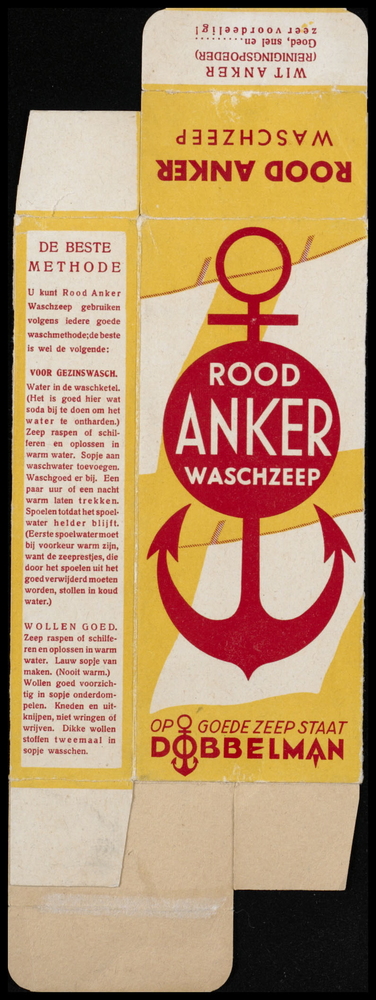 WIT ANKER
(REINIGINGSPOEDER)
Goed, snel en........
zeer voordeelig!
ROOD ANKER
WASCHZEEP
DE BESTE
METHODE
U kunt Rood Anker
Waschzeep gebruiken
volgens iedere goede
waschmethode; de beste
is wel de volgende:
VOOR GEZINSWASCH.
Water in de waschketel.
(Het is goed hier wat
soda bij te doen om het
water te ontharden.)
Zeep raspen of schil-
feren en oplossen in
warm water. Sopje aan
waschwater toevoegen.
Waschgoed er bij. Een
paar uur of een nacht
warm laten trekken.
Spoelen totdat het spoel-
water helder blijft.
(Eerste spoelwater moet
bij voorkeur warm zijn,
want de zeeprestjes, die
door het spoelen uit het
goed verwijderd moeten
worden, stollen in koud
water.)
WOLLEN GOED.
Zeep raspen of schilfe-
ren en oplossen in warm
water. Lauw sopje van
maken. (Nooit warm.)
Wollen goed voorzich-
tig in sopje onderdom-
pelen. Kneden en uit-
knijpen, niet wringen of
wrijven. Dikke wollen
stoffen tweemaal in
sopje wasschen.
ROOD
ANKER
WASCHZEEP
OP GOEDE ZEEP STAAT
DOBBELMAN